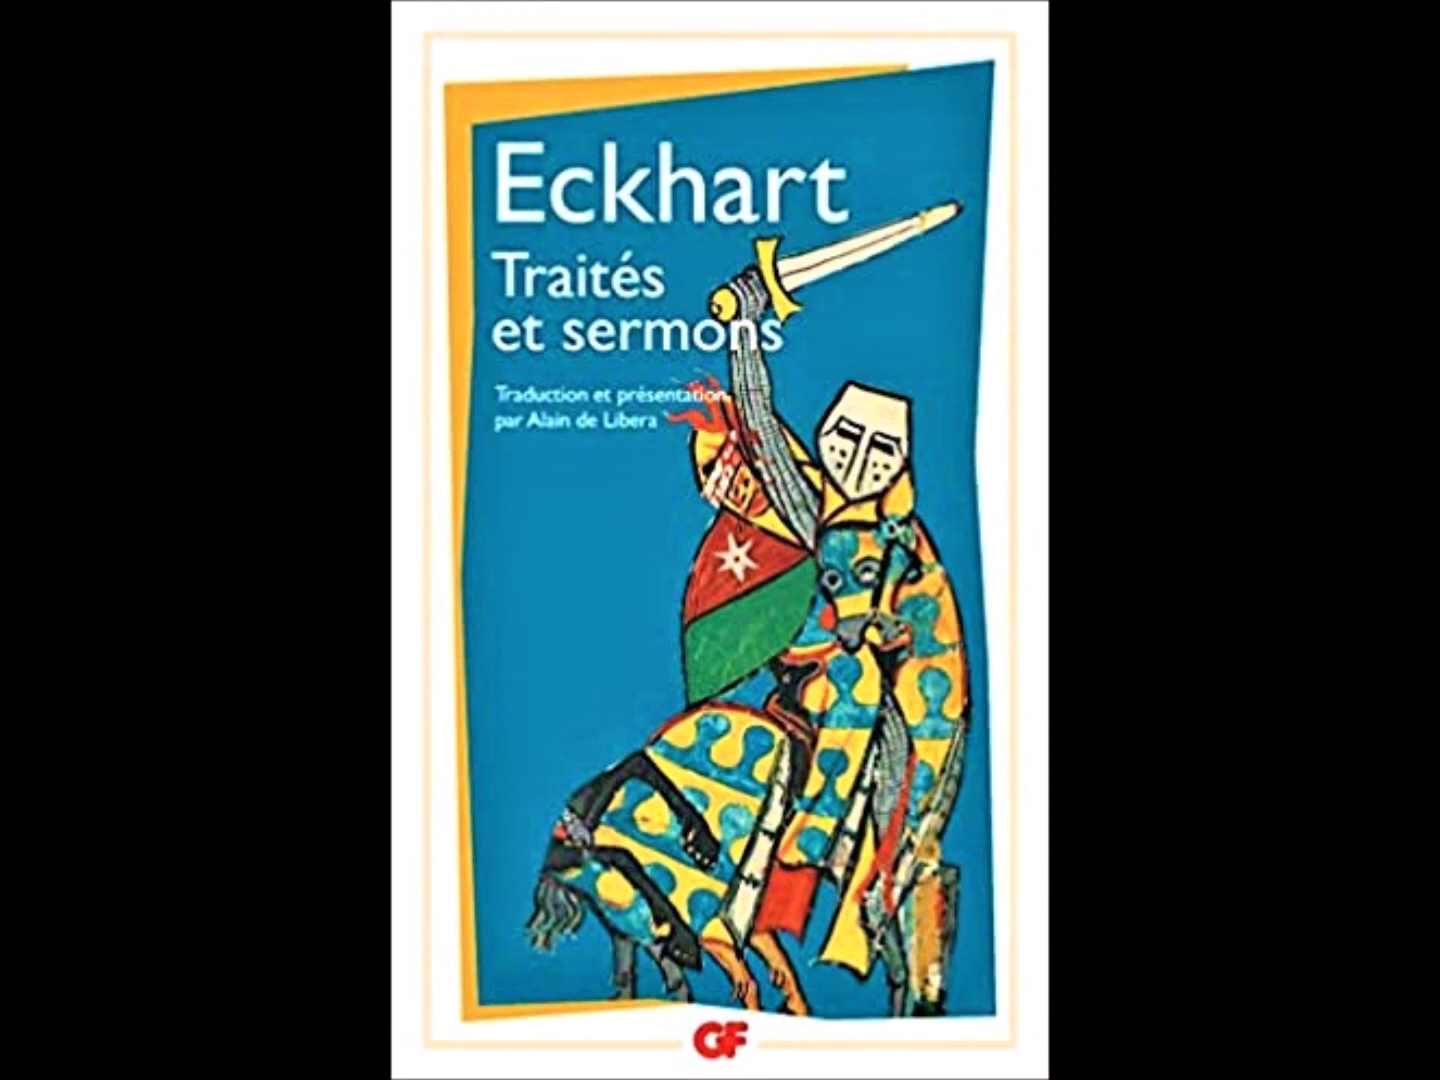 Eckhart
Traités
et sermons
Traduction et présentation
par Alain de Libera
GF